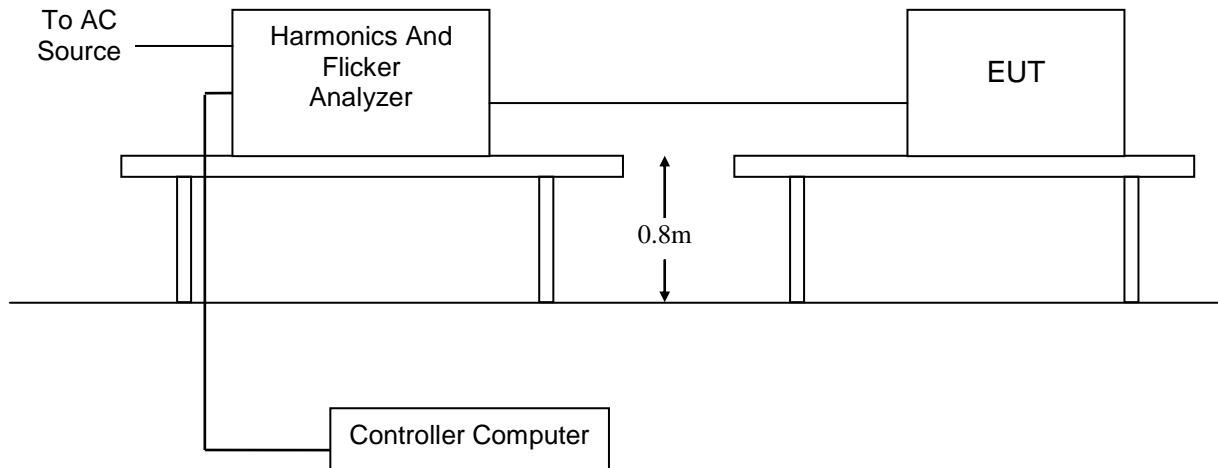 To AC
Source
Harmonics And
Flicker
Analyzer
EUT
0.8m
Controller Computer